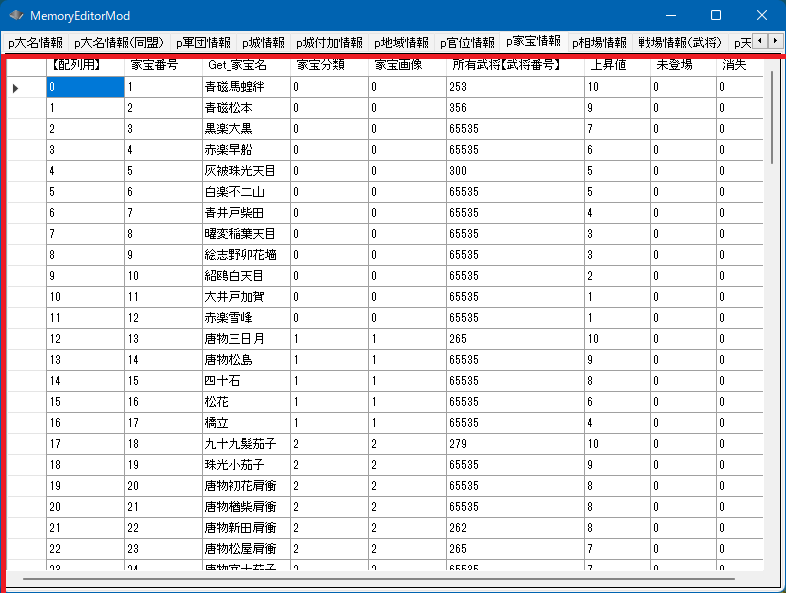 MemoryEditorMod
p大名情報 p大名情報(同盟) p軍団情報 p城情報 p城付加情報 p地域情報 p官位情報 p家宝情報 p相場情報 戦場情報(武将) p天
【配列用】 家宝番号 Get_家宝名 家宝分類 家宝画像 所有武将【武将番号】 上昇値 未登場 消失
0 1 青磁馬蝗絆 0 0 253 10 0 0
1 2 青磁松本 0 0 356 9 0 0
2 3 黒楽大黒 0 0 65535 7 0 0
3 4 赤楽早船 0 0 65535 6 0 0
4 5 灰被珠光天目 0 0 300 5 0 0
5 6 白楽不二山 0 0 65535 5 0 0
6 7 青井戸柴田 0 0 65535 4 0 0
7 8 曜変稲葉天目 0 0 65535 3 0 0
8 9 絵志野卯花墻 0 0 65535 3 0 0
9 10 紹鴎白天目 0 0 65535 2 0 0
10 11 大井戸加賀 0 0 65535 1 0 0
11 12 赤楽雪峰 0 0 65535 1 0 0
12 13 唐物三日月 1 1 265 10 0 0
13 14 唐物松島 1 1 65535 9 0 0
14 15 四十石 1 1 65535 8 0 0
15 16 松花 1 1 65535 6 0 0
16 17 橋立 1 1 65535 4 0 0
17 18 九十九髪茄子 2 2 279 10 0 0
18 19 珠光小茄子 2 2 65535 9 0 0
19 20 唐物初花肩衝 2 2 65535 8 0 0
20 21 唐物楢柴肩衝 2 2 65535 8 0 0
21 22 唐物新田肩衝 2 2 262 8 0 0
22 23 唐物松屋肩衝 2 2 265 7 0 0
23 24 唐物富士茄子 2 2 65535 7 0 0